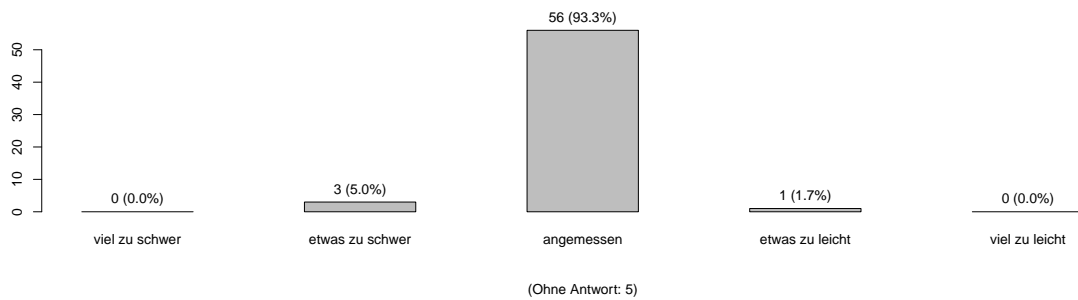 56 (93.3%)
50
40
30
20
10
0
0 (0.0%)
3 (5.0%)
1 (1.7%)
0 (0.0%)
viel zu schwer
etwas zu schwer
angemessen
etwas zu leicht
viel zu leicht
(Ohne Antwort: 5)